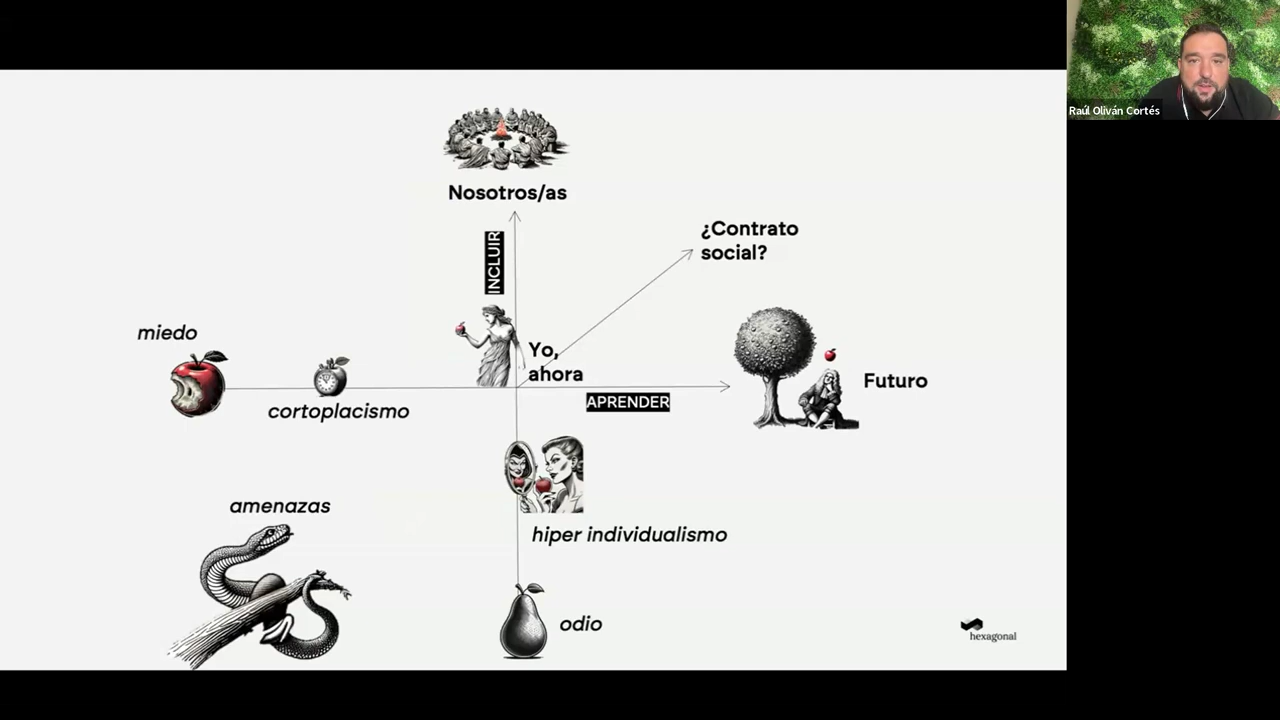 Raúl Oliván Cortés
Nosotros/as
INCLUIR
¿Contrato
social?
miedo
Yo,
ahora
Futuro
cortoplacismo
APRENDER
amenazas
hiper individualismo
odio
hexagonal